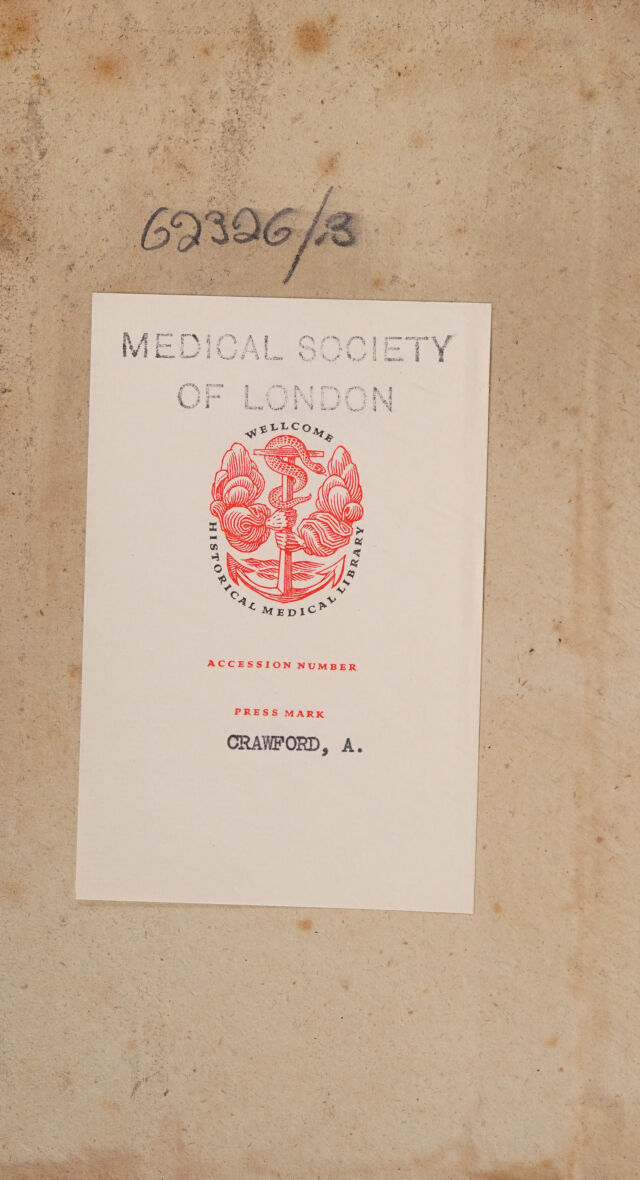 62326/B
MEDICAL SOCIETY
OF LONDON
WELLCOME
HISTORICAL MEDICAL LIBRARY
ACCESSION NUMBER
PRESS MARK
CRAWFORD, A.